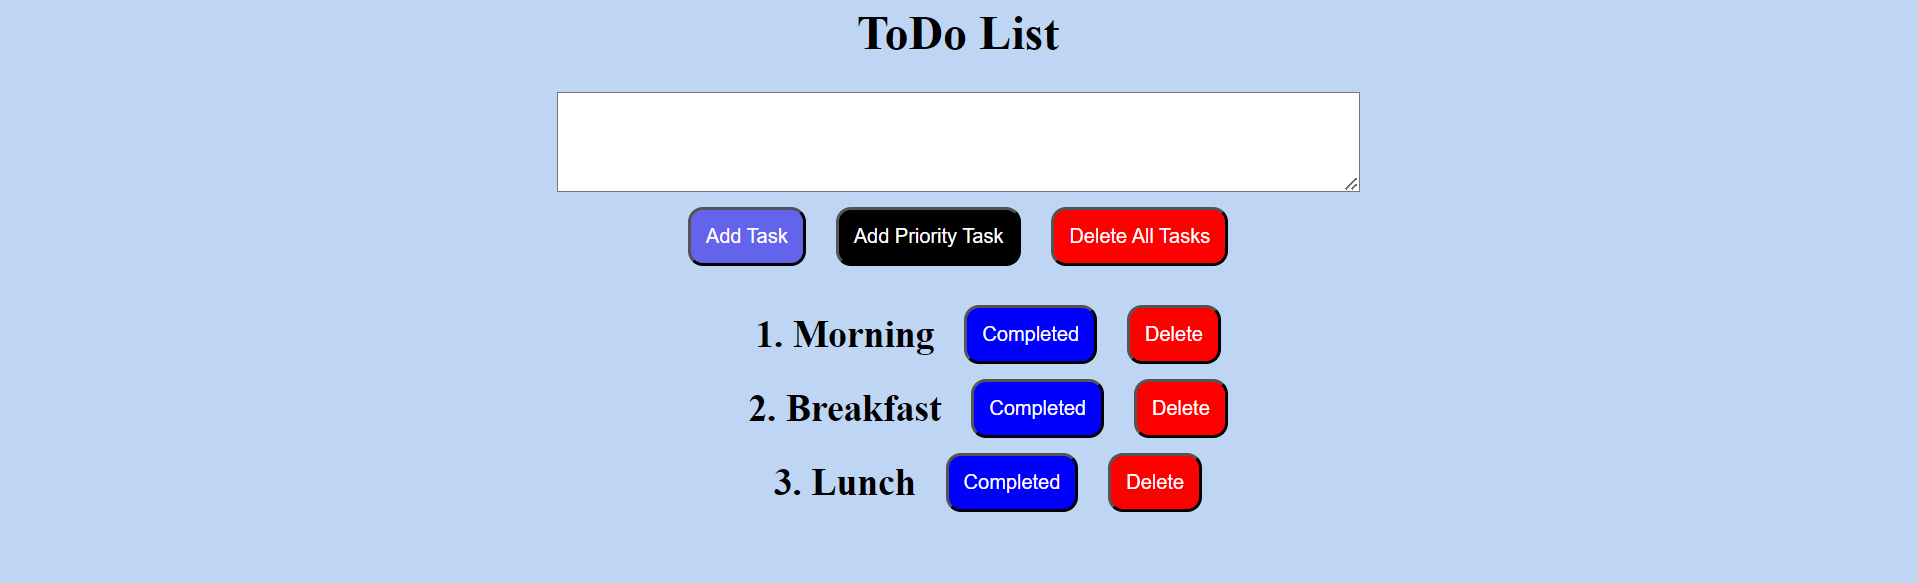 ToDo List
Add Task Add Priority Task Delete All Tasks
1. Morning Completed Delete
2. Breakfast Completed Delete
3. Lunch Completed Delete